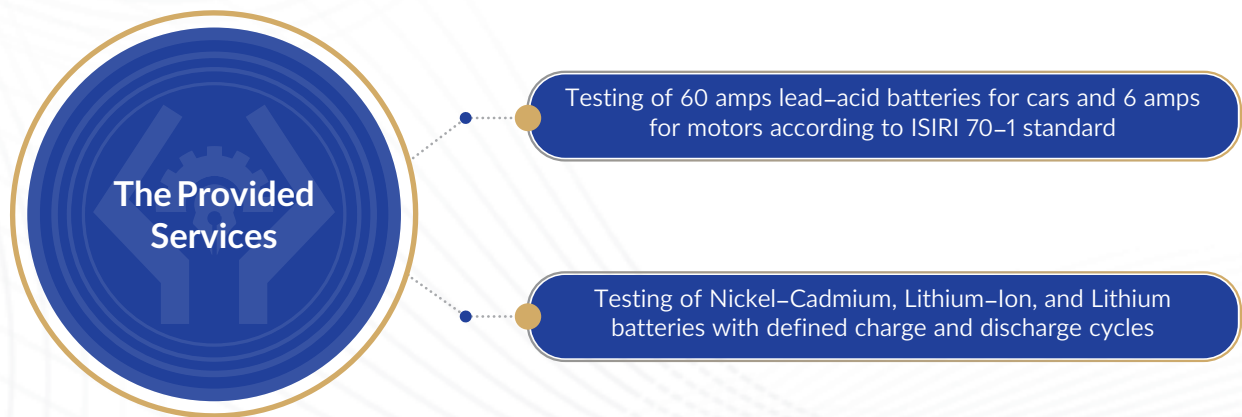 The Provided
Services
Testing of 60 amps lead–acid batteries for cars and 6 amps
for motors according to ISIRI 70–1 standard
Testing of Nickel–Cadmium, Lithium–Ion, and Lithium
batteries with defined charge and discharge cycles